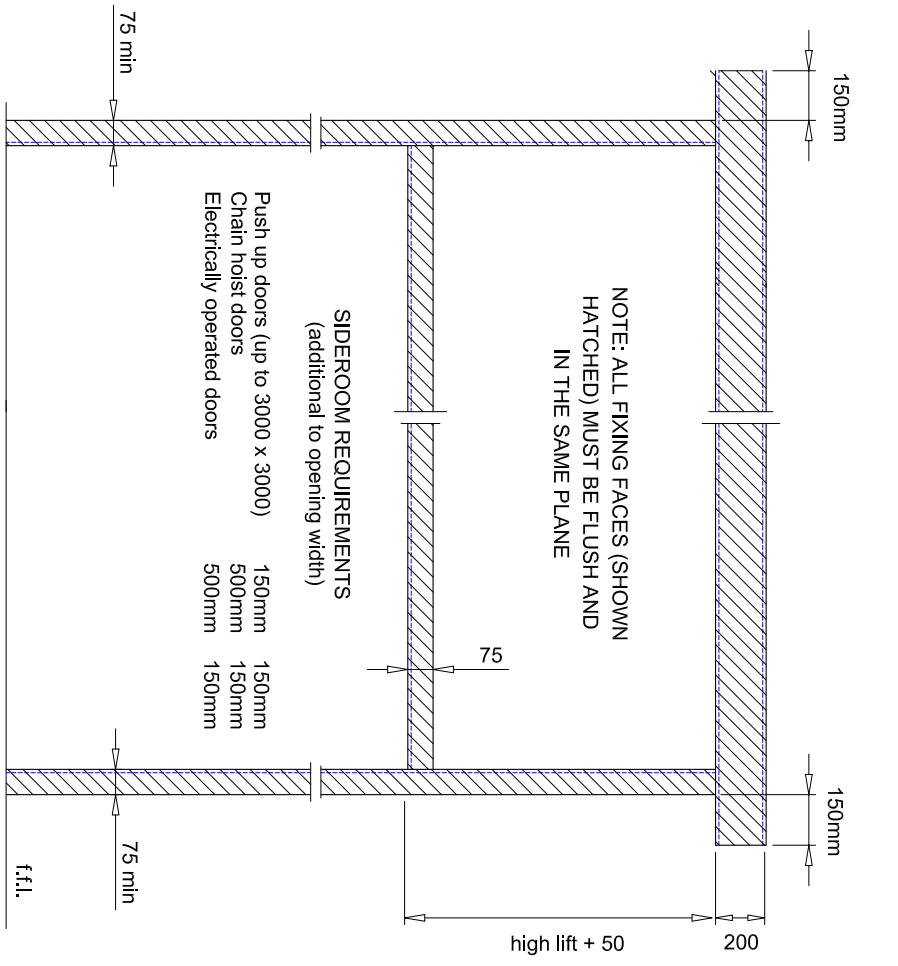 150mm
150mm
200
high lift + 50
NOTE: ALL FIXING FACES (SHOWN
HATCHED) MUST BE FLUSH AND
IN THE SAME PLANE
75
SIDEROOM REQUIREMENTS
(additional to opening width)
Push up doors (up to 3000 x 3000) 150mm 150mm
Chain hoist doors 500mm 150mm
Electrically operated doors 500mm 150mm
75 min
75 min
f.f.l.